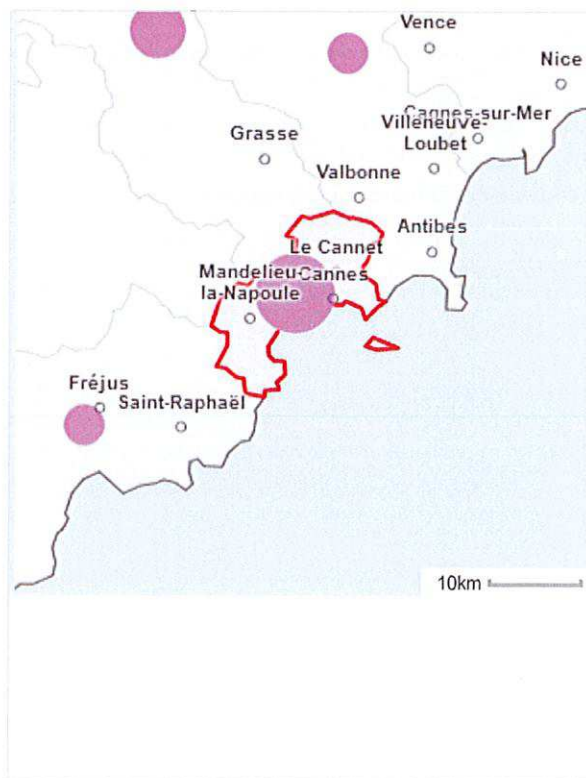 Vence
Nice
Cagnes-sur-Mer
Villeneuve-
Loubet
Grasse
Valbonne
Antibes
Le Cannet
Mandelieu-
la-Napoule
Cannes
Fréjus
Saint-Raphaël
10km